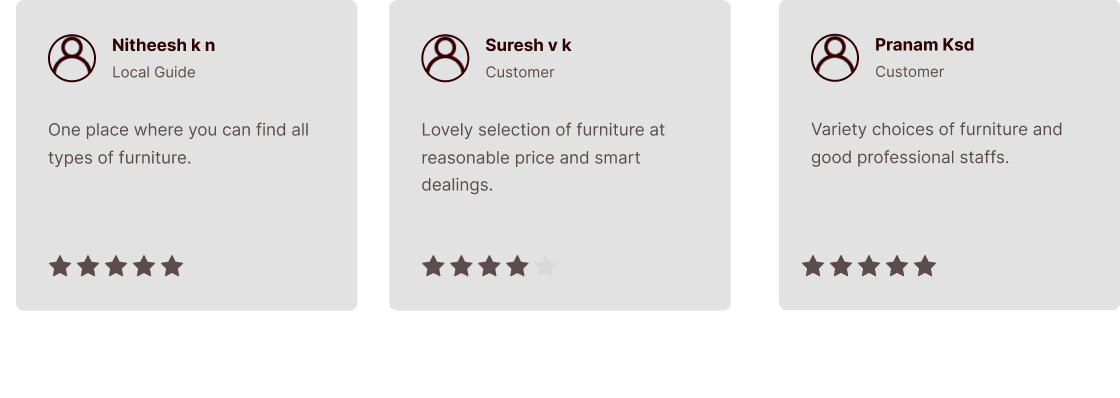 Nitheesh k n
Local Guide
One place where you can find all
types of furniture.
Suresh v k
Customer
Lovely selection of furniture at
reasonable price and smart
dealings.
Pranam Ksd
Customer
Variety choices of furniture and
good professional staffs.